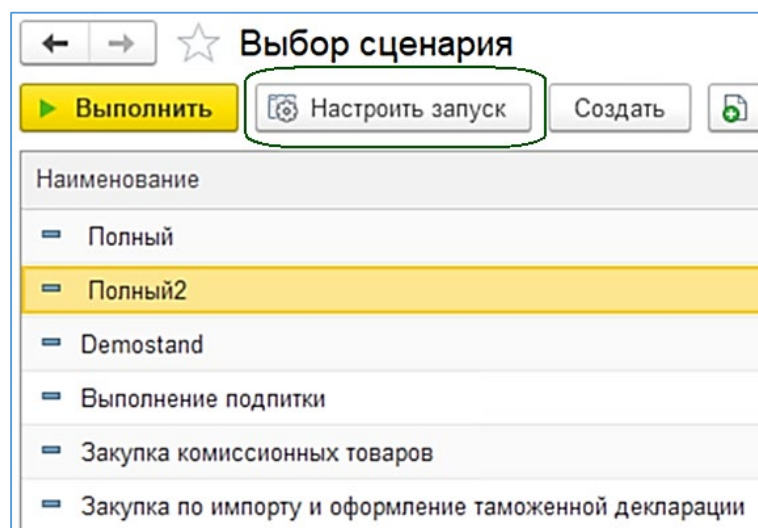 Выбор сценария
Выполнить Настроить запуск Создать
Наименование
Полный
Полный2
Demostand
Выполнение подпитки
Закупка комиссионных товаров
Закупка по импорту и оформление таможенной декларации